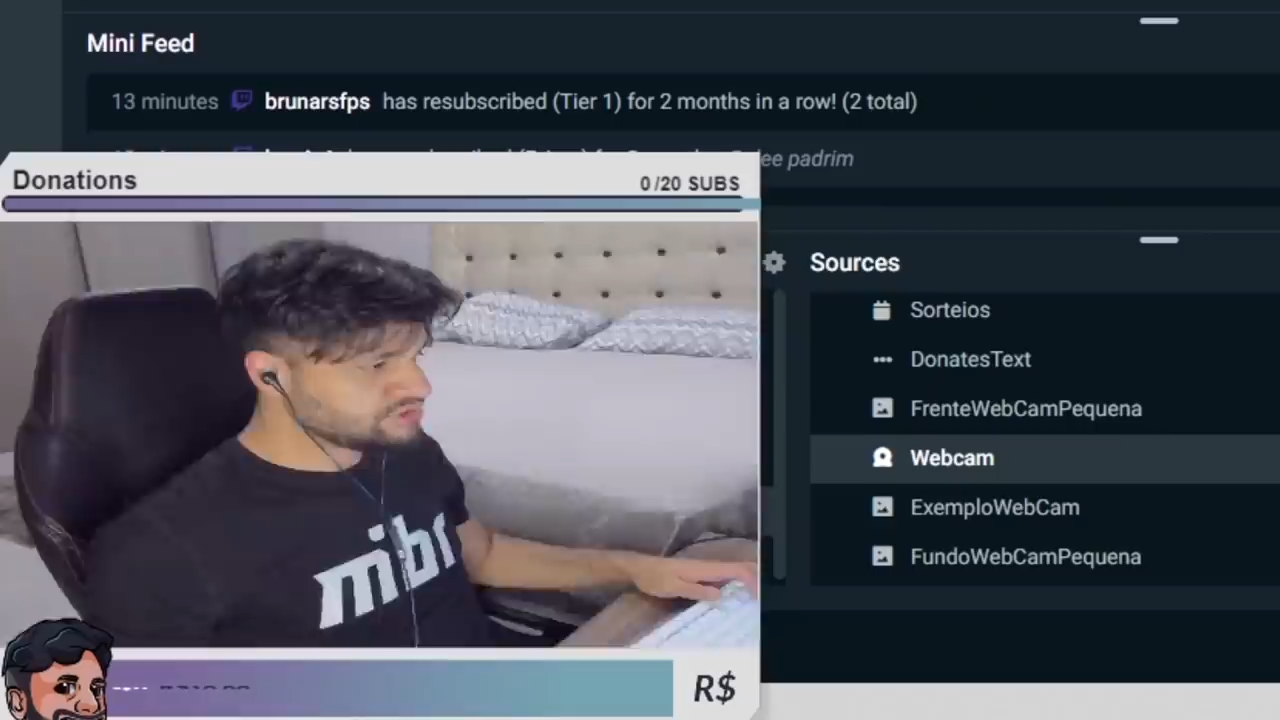 Mini Feed
13 minutes brunarsfps has resubscribed (Tier 1) for 2 months in a row! (2 total)
padrim
Donations
0/20 SUBS
Sources
Sorteios
DonatesText
FrenteWebCamPequena
Webcam
ExemploWebCam
FundoWebCamPequena
mibr
R$